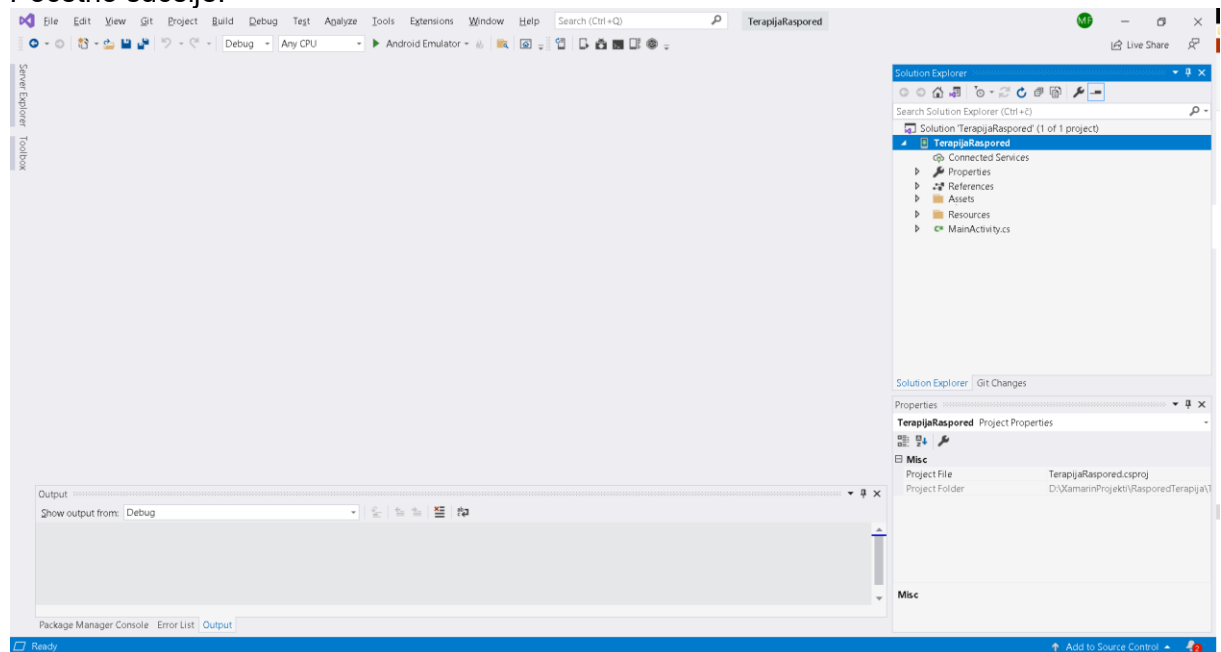 File Edit View Git Project Build Debug Test Analyze Tools Extensions Window Help Search (Ctrl+Q) TerapijaRaspored MF
Debug Any CPU Android Emulator Live Share
Server Explorer
Toolbox
Solution Explorer
Search Solution Explorer (Ctrl+č)
Solution 'TerapijaRaspored' (1 of 1 project)
TerapijaRaspored
Connected Services
Properties
References
Assets
Resources
MainActivity.cs
Solution Explorer Git Changes
Properties
TerapijaRaspored Project Properties
Misc
Project File TerapijaRaspored.csproj
Project Folder D:\XamarinProjekti\RasporedTerapija\T
Misc
Output
Show output from: Debug
Package Manager Console Error List Output
Ready Add to Source Control 2